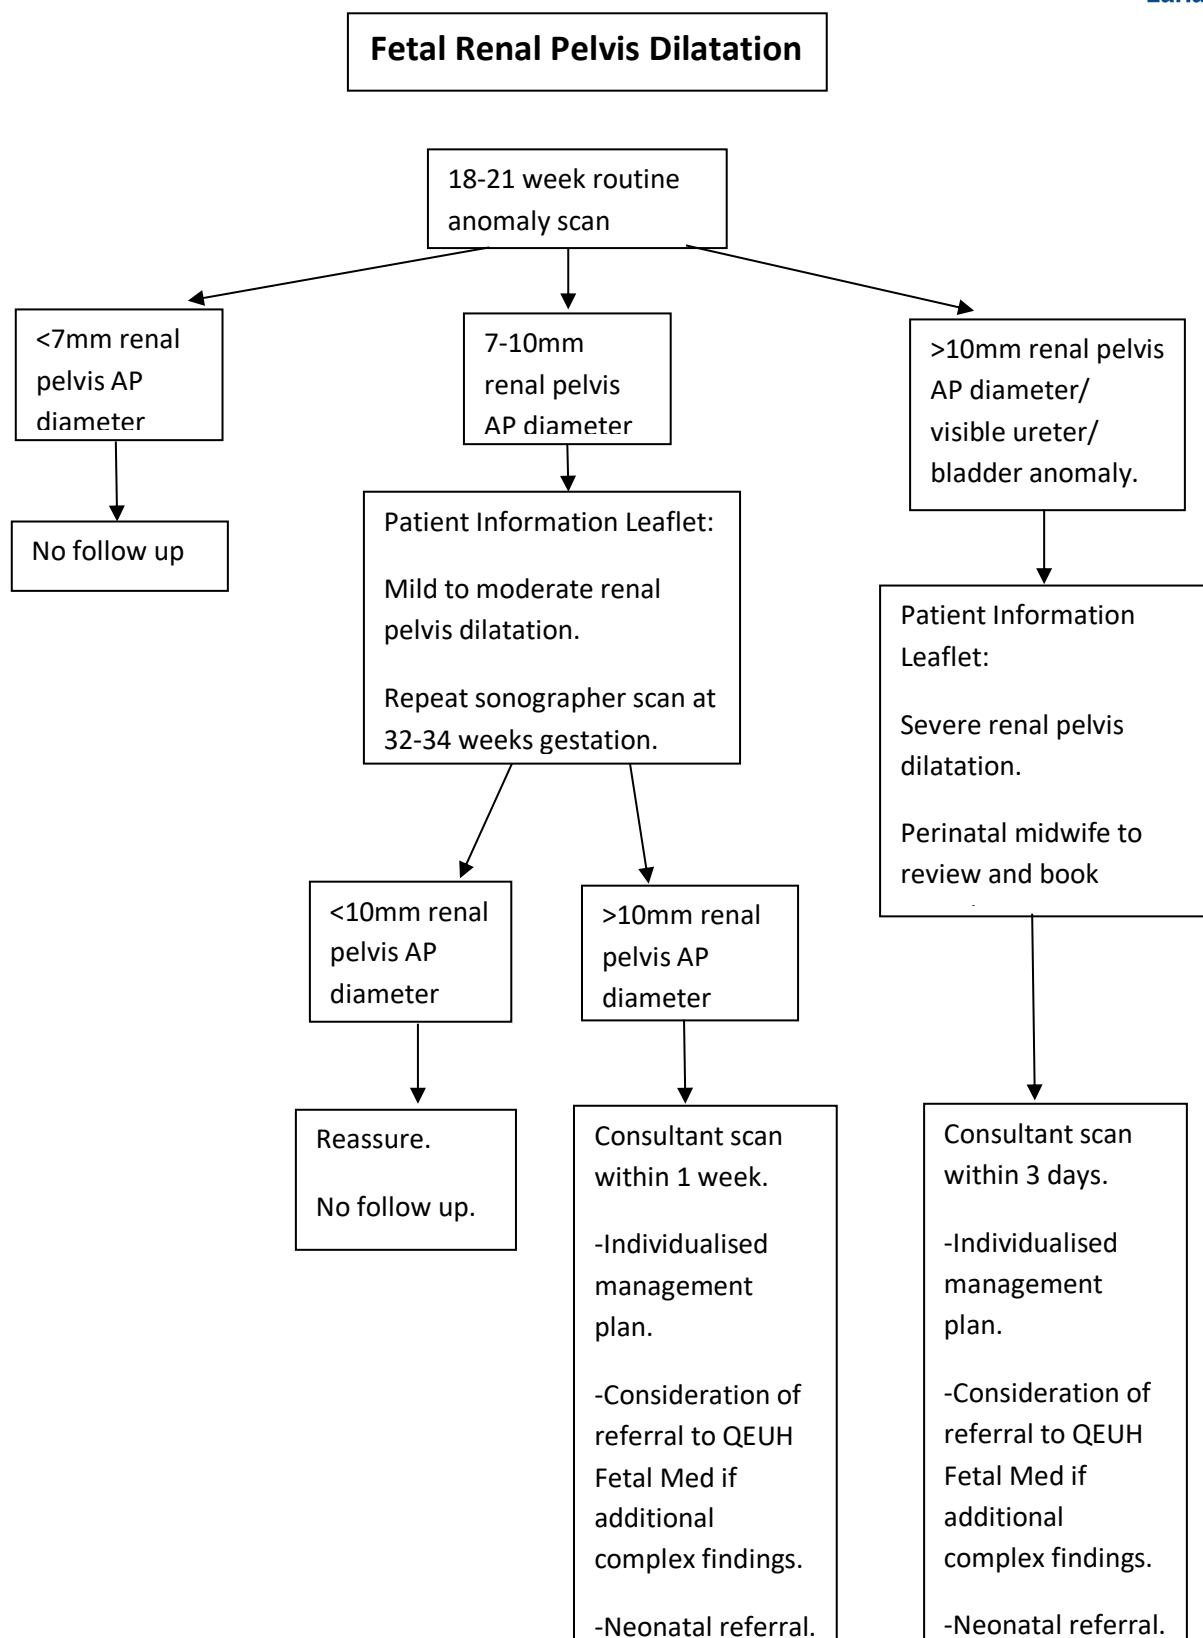 Fetal Renal Pelvis Dilatation
18-21 week routine
anomaly scan
<7mm renal
pelvis AP
diameter
7-10mm
renal pelvis
AP diameter
>10mm renal pelvis
AP diameter/
visible ureter/
bladder anomaly.
No follow up
Patient Information Leaflet:
Mild to moderate renal
pelvis dilatation.
Repeat sonographer scan at
32-34 weeks gestation.
Patient Information
Leaflet:
Severe renal pelvis
dilatation.
Perinatal midwife to
review and book
<10mm renal
pelvis AP
diameter
>10mm renal
pelvis AP
diameter
Reassure.
No follow up.
Consultant scan
within 1 week.
-Individualised
management
plan.
-Consideration of
referral to QEUH
Fetal Med if
additional
complex findings.
-Neonatal referral.
Consultant scan
within 3 days.
-Individualised
management
plan.
-Consideration of
referral to QEUH
Fetal Med if
additional
complex findings.
-Neonatal referral.